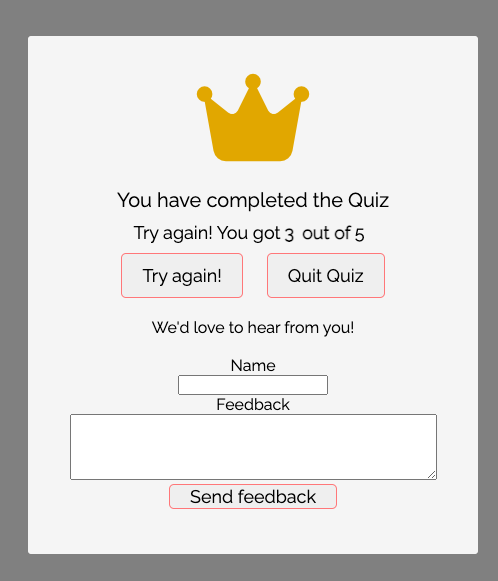 You have completed the Quiz
Try again! You got 3 out of 5
Try again! Quit Quiz
We'd love to hear from you!
Name
Feedback
Send feedback